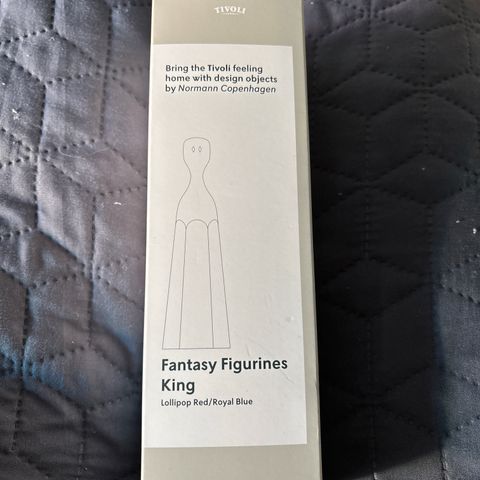 TIVOLI
Bring the Tivoli feeling
home with design objects
by Normann Copenhagen
Fantasy Figurines
King
Lollipop Red/Royal Blue